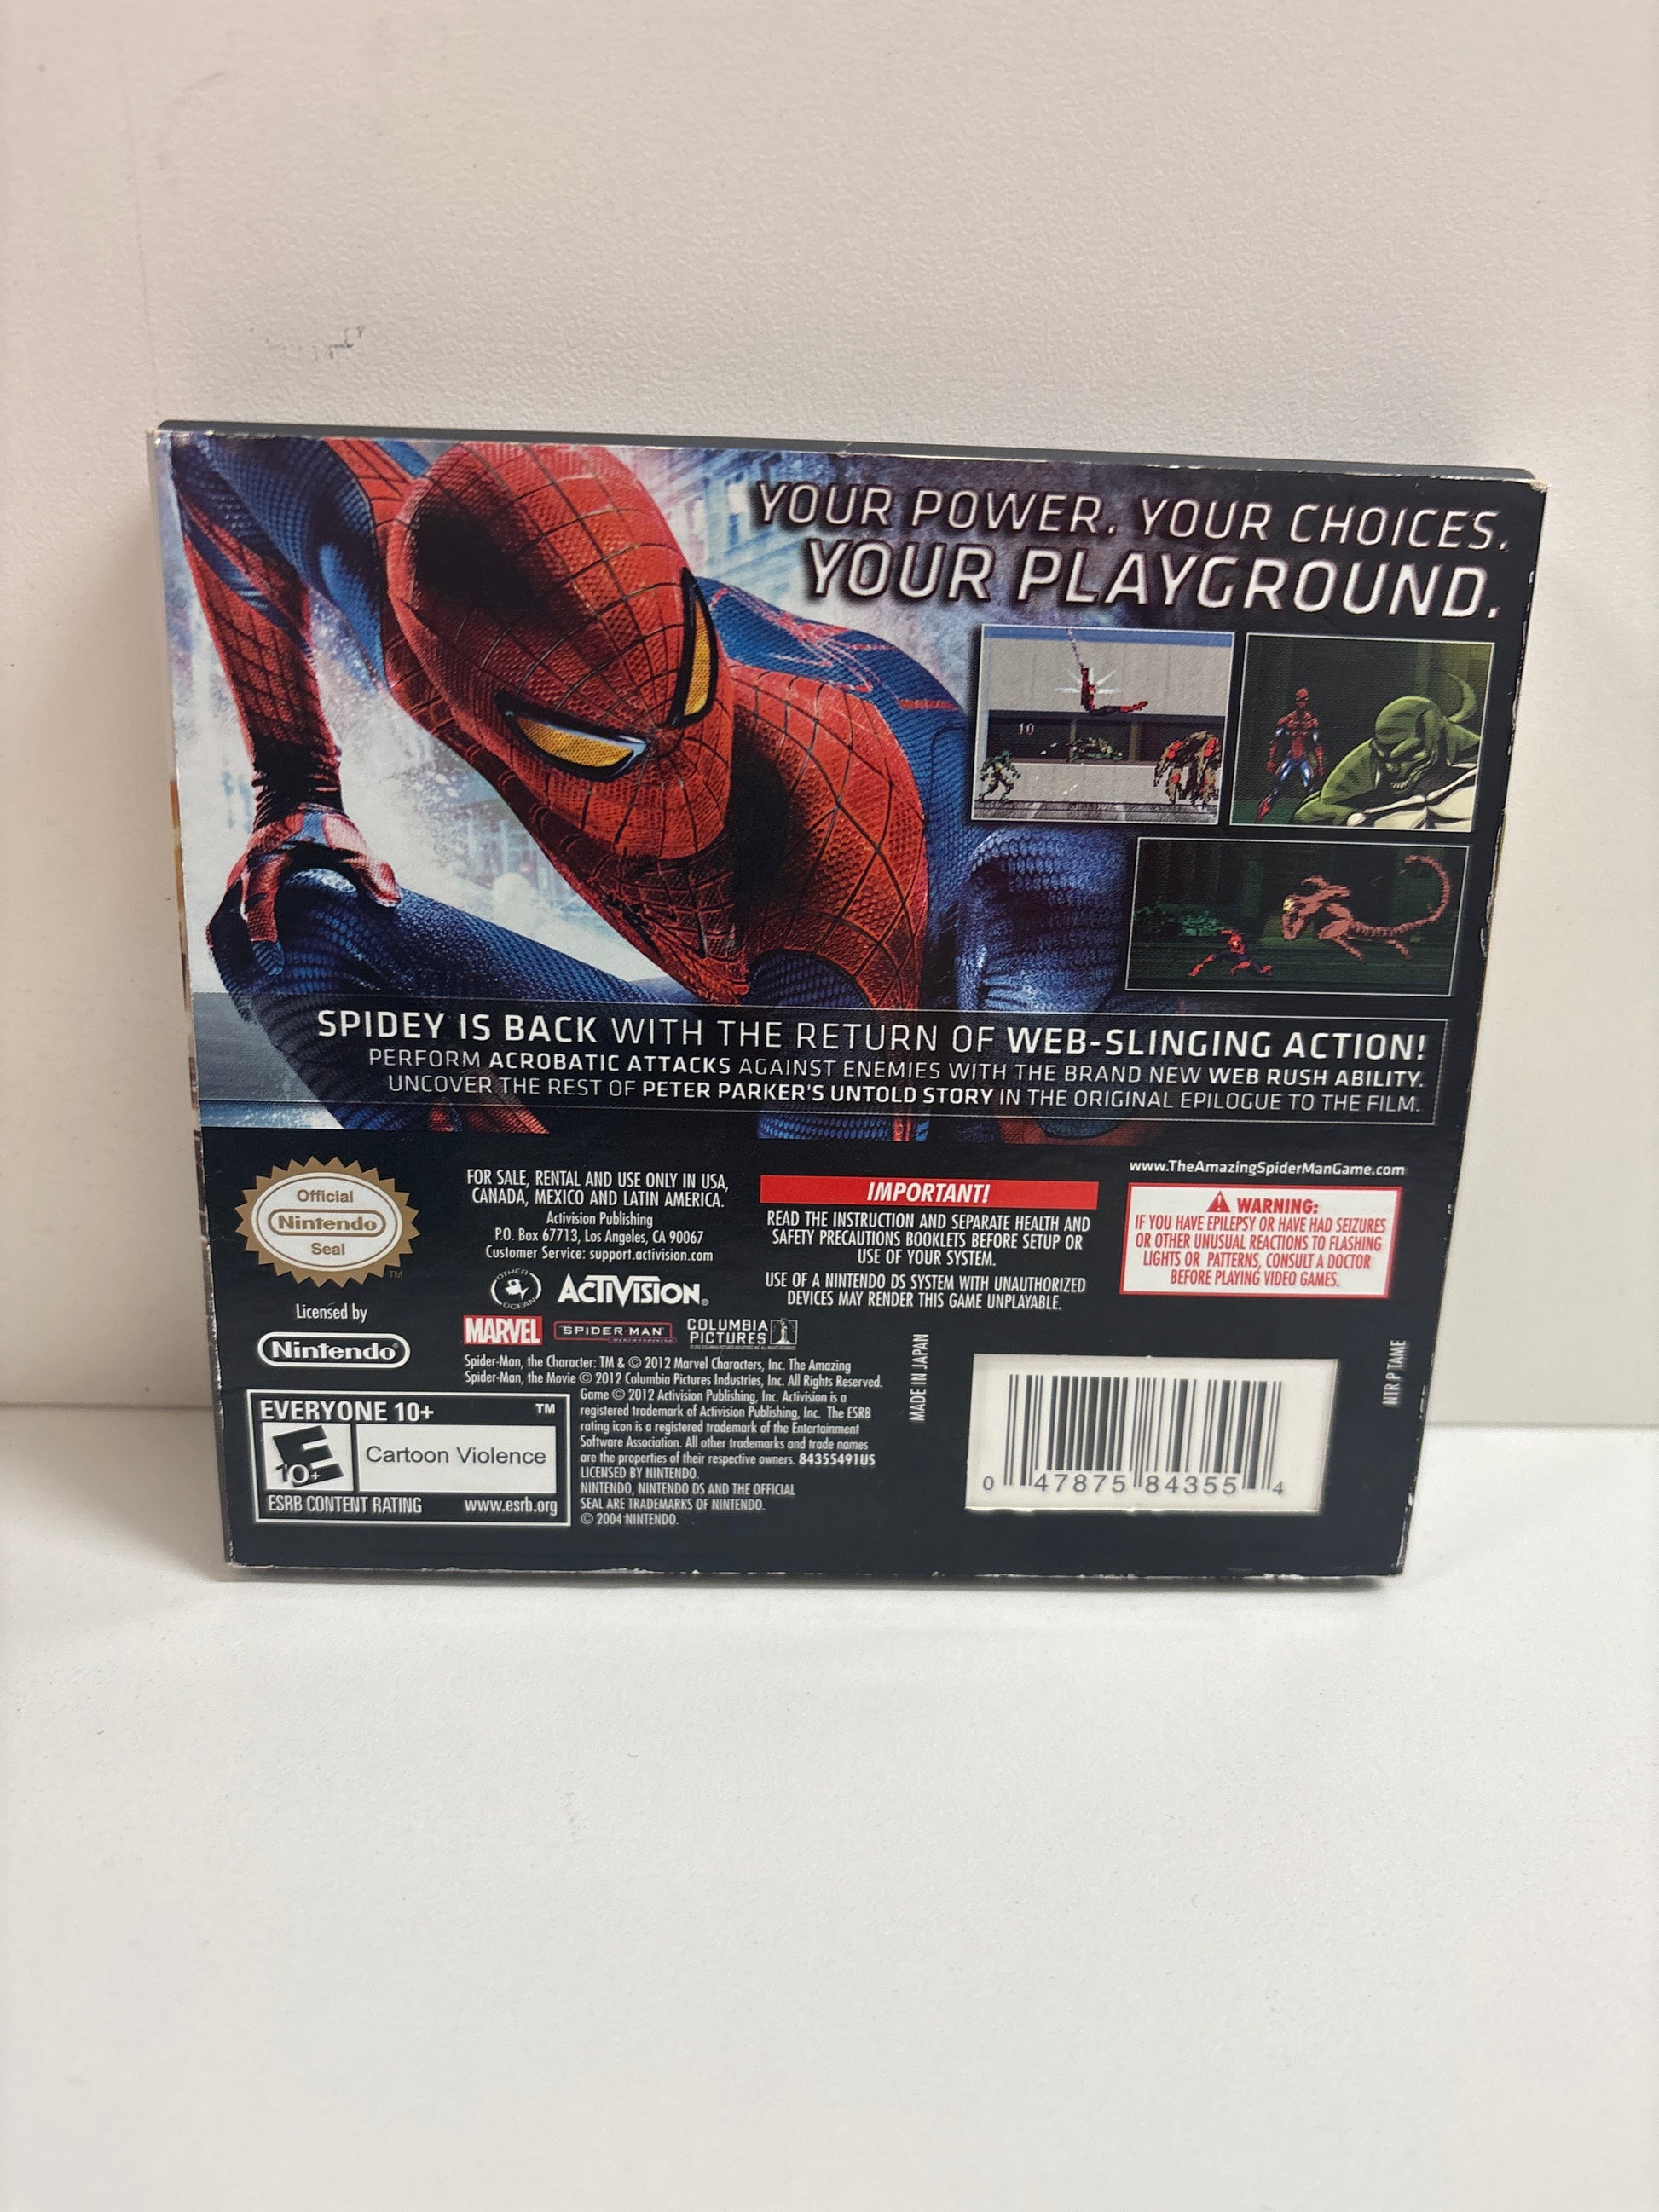 YOUR POWER. YOUR CHOICES.
YOUR PLAYGROUND.
10
SPIDEY IS BACK WITH THE RETURN OF WEB-SLINGING ACTION!
PERFORM ACROBATIC ATTACKS AGAINST ENEMIES WITH THE BRAND NEW WEB RUSH ABILITY.
UNCOVER THE REST OF PETER PARKER'S UNTOLD STORY IN THE ORIGINAL EPILOGUE TO THE FILM.
Official
Nintendo
Seal
TM
Licensed by
Nintendo®
EVERYONE 10+ TM
E
10+
Cartoon Violence
ESRB CONTENT RATING www.esrb.org
FOR SALE, RENTAL AND USE ONLY IN USA,
CANADA, MEXICO AND LATIN AMERICA.
Activision Publishing
P.O. Box 67713, Los Angeles, CA 90067
Customer Service: support.activision.com
OTHER
OCEAN
ACTIVISION®
MARVEL
SPIDER-MAN
COLUMBIA
PICTURES
Spider-Man, the Character: TM & © 2012 Marvel Characters, Inc. The Amazing
Spider-Man, the Movie © 2012 Columbia Pictures Industries, Inc. All Rights Reserved.
Game © 2012 Activision Publishing, Inc. Activision is a
registered trademark of Activision Publishing, Inc. The ESRB
rating icon is a registered trademark of the Entertainment
Software Association. All other trademarks and trade names
are the properties of their respective owners. 84355491US
LICENSED BY NINTENDO.
NINTENDO, NINTENDO DS AND THE OFFICIAL
SEAL ARE TRADEMARKS OF NINTENDO.
© 2004 NINTENDO.
IMPORTANT!
READ THE INSTRUCTION AND SEPARATE HEALTH AND
SAFETY PRECAUTIONS BOOKLETS BEFORE SETUP OR
USE OF YOUR SYSTEM.
USE OF A NINTENDO DS SYSTEM WITH UNAUTHORIZED
DEVICES MAY RENDER THIS GAME UNPLAYABLE.
www.TheAmazingSpiderManGame.com
WARNING:
IF YOU HAVE EPILEPSY OR HAVE HAD SEIZURES
OR OTHER UNUSUAL REACTIONS TO FLASHING
LIGHTS OR PATTERNS, CONSULT A DOCTOR
BEFORE PLAYING VIDEO GAMES.
MADE IN JAPAN
0 47875 84355 4
NTR P TAME